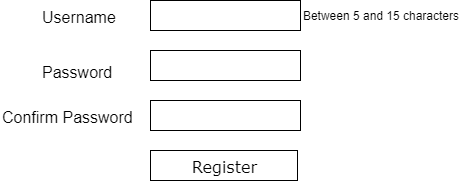 Username Between 5 and 15 characters
Password
Confirm Password
Register